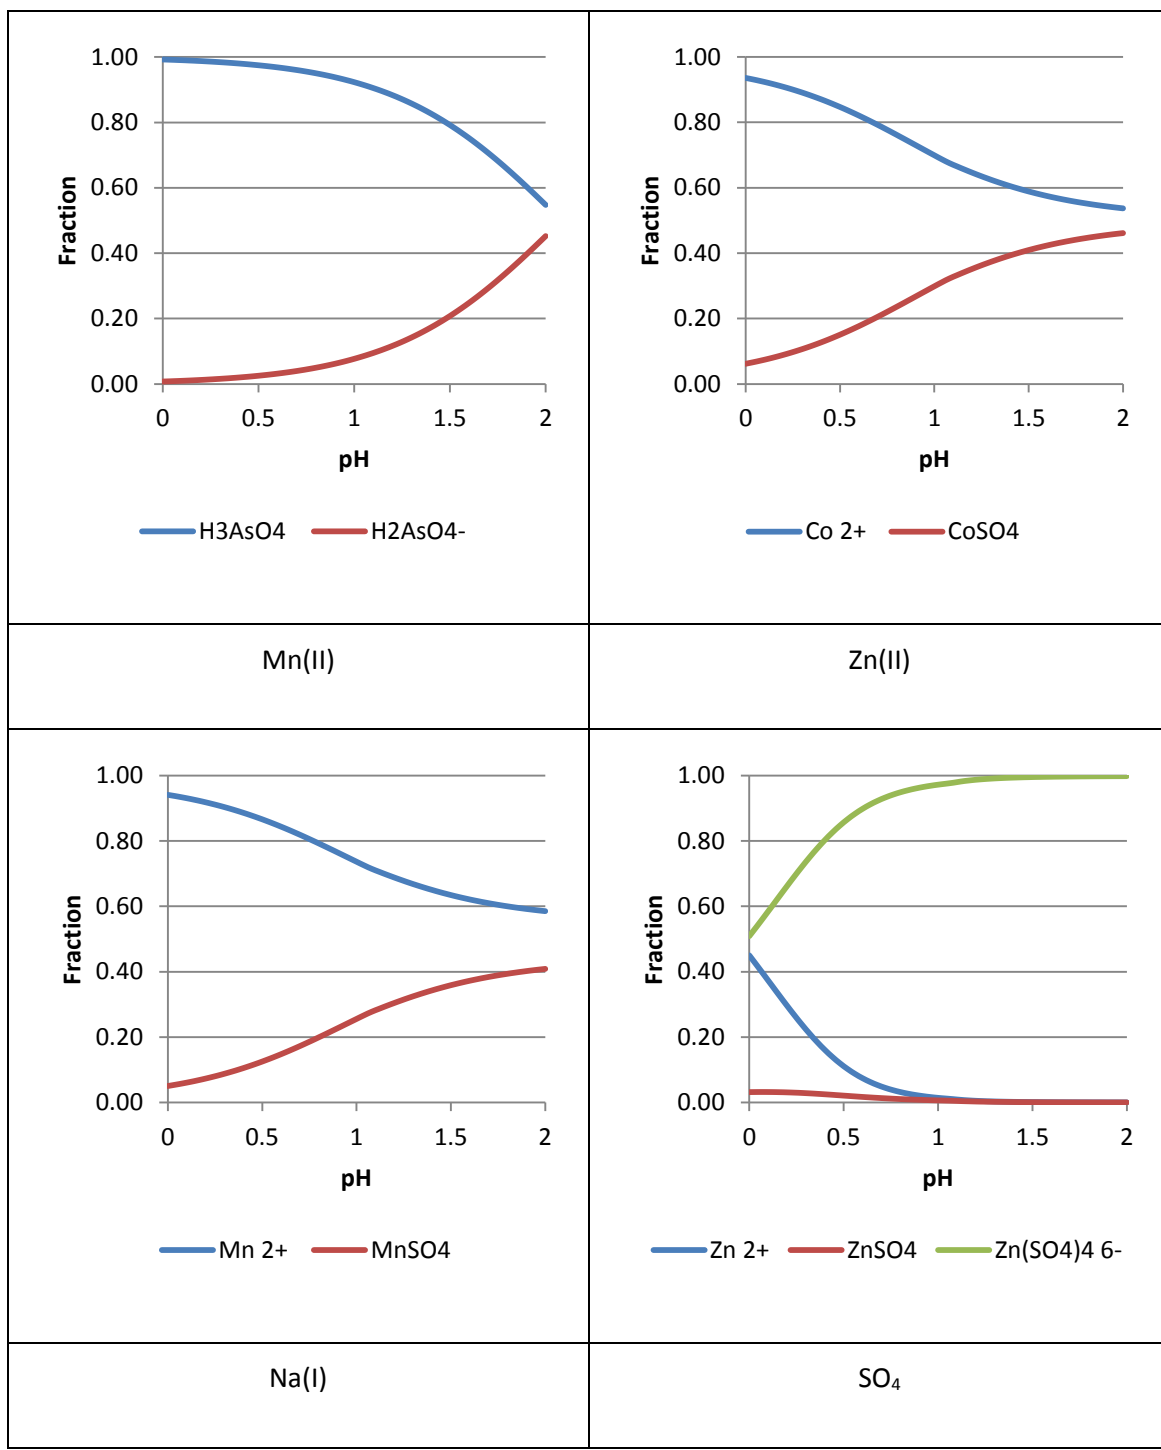 1.00
0.80
0.60
0.40
0.20
0.00
Fraction
0 0.5 1 1.5 2
pH
H3AsO4 H2AsO4-
1.00
0.80
0.60
0.40
0.20
0.00
Fraction
0 0.5 1 1.5 2
pH
Co 2+ CoSO4
Mn(II)
Zn(II)
1.00
0.80
0.60
0.40
0.20
0.00
Fraction
0 0.5 1 1.5 2
pH
Mn 2+ MnSO4
1.00
0.80
0.60
0.40
0.20
0.00
Fraction
0 0.5 1 1.5 2
pH
Zn 2+ ZnSO4 Zn(SO4)4 6-
Na(I)
SO₄